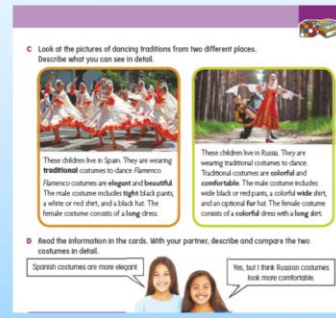 C Look at the pictures of dancing traditions from two different places.
Describe what you can see in detail.
These children live in Spain. They are wearing
traditional costumes to dance Flamenco.
Flamenco costumes are elegant and beautiful.
The male costume includes tight black pants,
a white or red shirt, and a black hat. The
female costume consists of a long dress.
These children live in Russia. They are
wearing traditional costumes to dance.
Traditional costumes are colorful and
comfortable. The male costume includes
wide black or red pants, a colorful wide shirt,
and an optional fur hat. The female costume
consists of a colorful dress with a long skirt.
D Read the information in the cards. With your partner, describe and compare the two
costumes in detail.
Spanish costumes are more elegant
Yes, but I think Russian costumes
look more comfortable.